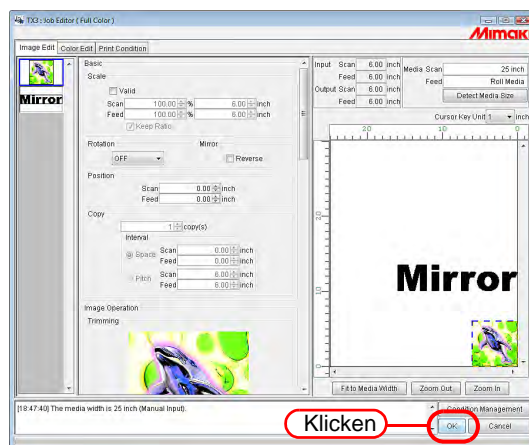 TX3 : Job Editor ( Full Color )
Mimaki
Image Edit Color Edit Print Condition
Mirror
Basic
Scale
Valid
Scan 100.00 % 6.00 inch
Feed 100.00 % 6.00 inch
Keep Ratio
Rotation Mirror
OFF Reverse
Position
Scan 0.00 inch
Feed 0.00 inch
Copy
1 copy(s)
Interval
Space Scan 0.00 inch
Feed 0.00 inch
Pitch Scan 6.00 inch
Feed 6.00 inch
Image Operation
Trimming
Input Scan 6.00 inch
Feed 6.00 inch
Output Scan 6.00 inch
Feed 6.00 inch
Media Scan 25 inch
Feed Roll Media
Detect Media Size
Cursor Key Unit 1 inch
20 10 0
20
10
0
Mirror
Fit to Media Width Zoom Out Zoom In
[18:47:40] The media width is 25 inch (Manual Input).
Condition Management
Klicken
OK Cancel